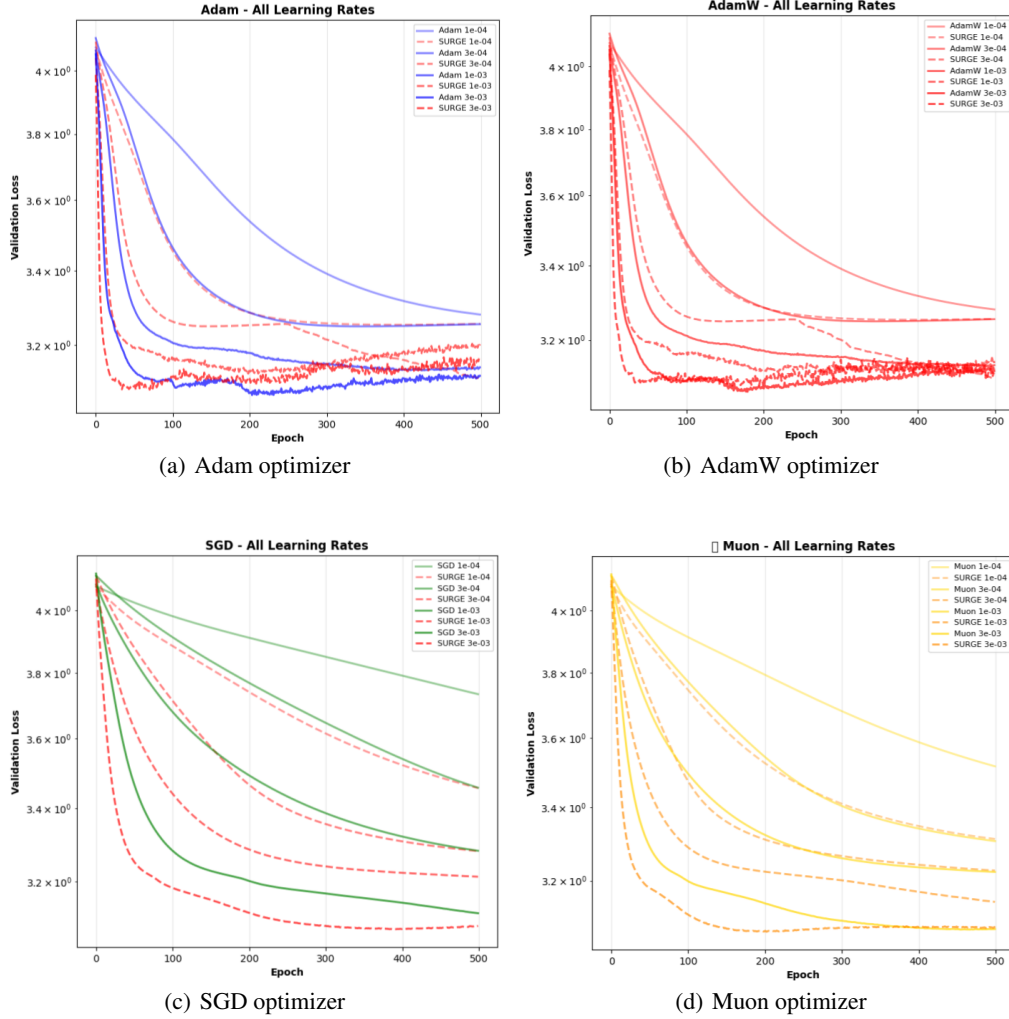 Adam - All Learning Rates
Adam 1e-04
SURGE 1e-04
Adam 3e-04
SURGE 3e-04
Adam 1e-03
SURGE 1e-03
Adam 3e-03
SURGE 3e-03
4 × 10⁰
3.8 × 10⁰
3.6 × 10⁰
3.4 × 10⁰
3.2 × 10⁰
Validation Loss
0 100 200 300 400 500
Epoch
(a) Adam optimizer
AdamW - All Learning Rates
AdamW 1e-04
SURGE 1e-04
AdamW 3e-04
SURGE 3e-04
AdamW 1e-03
SURGE 1e-03
AdamW 3e-03
SURGE 3e-03
4 × 10⁰
3.8 × 10⁰
3.6 × 10⁰
3.4 × 10⁰
3.2 × 10⁰
Validation Loss
0 100 200 300 400 500
Epoch
(b) AdamW optimizer
SGD - All Learning Rates
SGD 1e-04
SURGE 1e-04
SGD 3e-04
SURGE 3e-04
SGD 1e-03
SURGE 1e-03
SGD 3e-03
SURGE 3e-03
4 × 10⁰
3.8 × 10⁰
3.6 × 10⁰
3.4 × 10⁰
3.2 × 10⁰
Validation Loss
0 100 200 300 400 500
Epoch
(c) SGD optimizer
▯ Muon - All Learning Rates
Muon 1e-04
SURGE 1e-04
Muon 3e-04
SURGE 3e-04
Muon 1e-03
SURGE 1e-03
Muon 3e-03
SURGE 3e-03
4 × 10⁰
3.8 × 10⁰
3.6 × 10⁰
3.4 × 10⁰
3.2 × 10⁰
Validation Loss
0 100 200 300 400 500
Epoch
(d) Muon optimizer